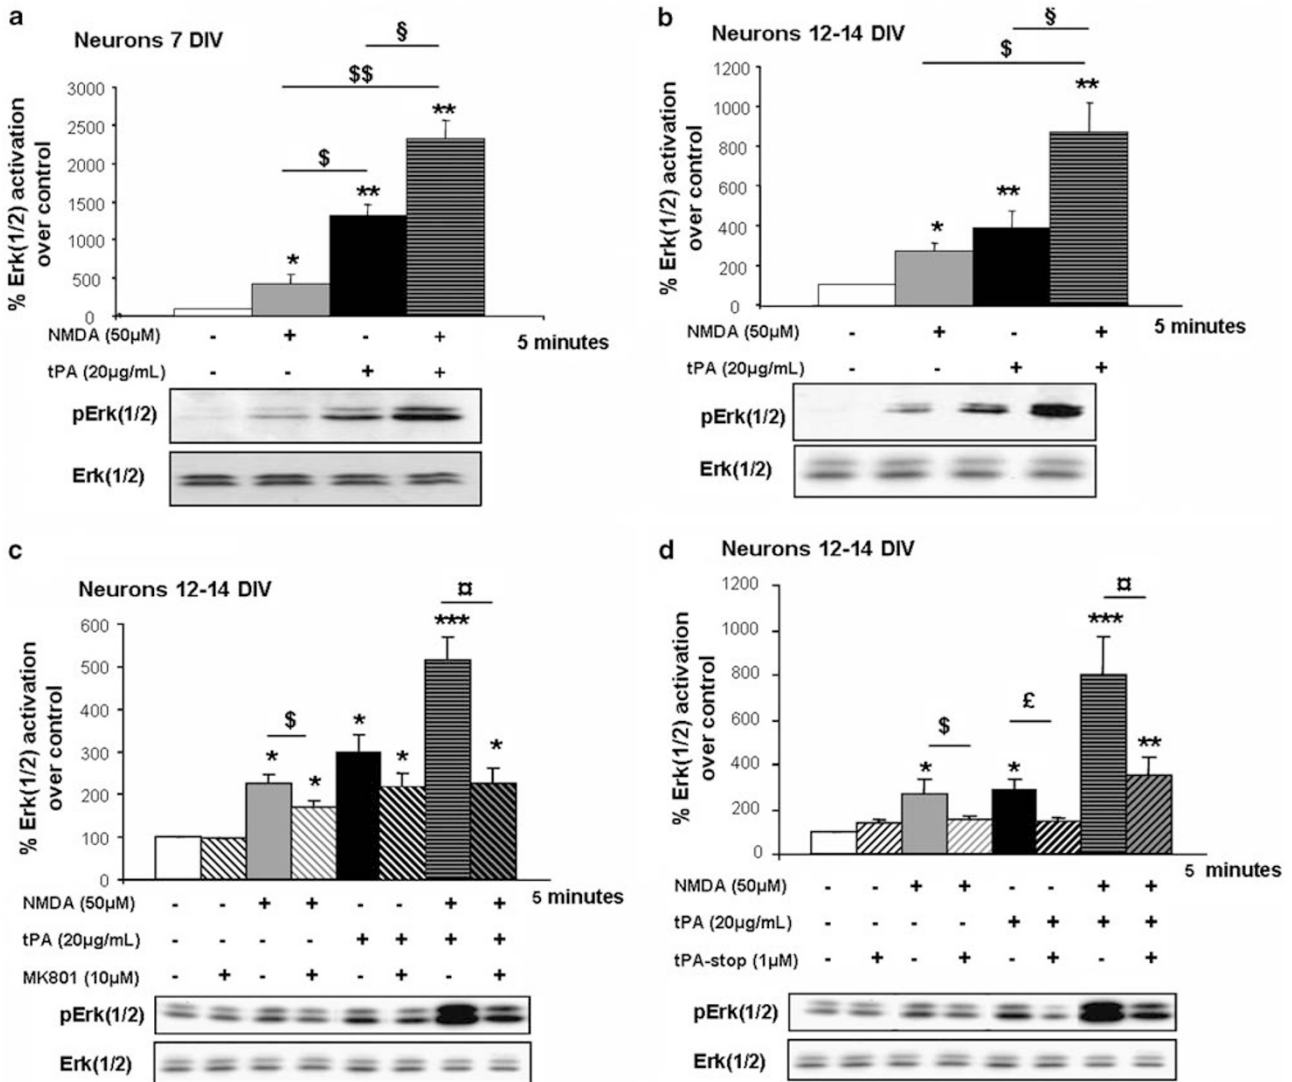 a
Neurons 7 DIV
§
$$
$
**
**
*
% Erk(1/2) activation
over control
3000
2500
2000
1500
1000
500
0
NMDA (50µM) - + - +
5 minutes
tPA (20µg/mL) - - + +
pErk(1/2)
Erk(1/2)
b
Neurons 12-14 DIV
§
$
**
**
*
% Erk(1/2) activation
over control
1200
1000
800
600
400
200
0
NMDA (50µM) - + - +
5 minutes
tPA (20µg/mL) - - + +
pErk(1/2)
Erk(1/2)
c
Neurons 12-14 DIV
¤
***
$
* * * * *
% Erk(1/2) activation
over control
600
500
400
300
200
100
0
5 minutes
NMDA (50µM) - - + + - - + +
tPA (20µg/mL) - - - - + + + +
MK801 (10µM) - + - + - + - +
pErk(1/2)
Erk(1/2)
d
Neurons 12-14 DIV
¤
***
£
$
* * **
% Erk(1/2) activation
over control
1200
1000
800
600
400
200
0
5 minutes
NMDA (50µM) - - + + - - + +
tPA (20µg/mL) - - - - + + + +
tPA-stop (1µM) - + - + - + - +
pErk(1/2)
Erk(1/2)